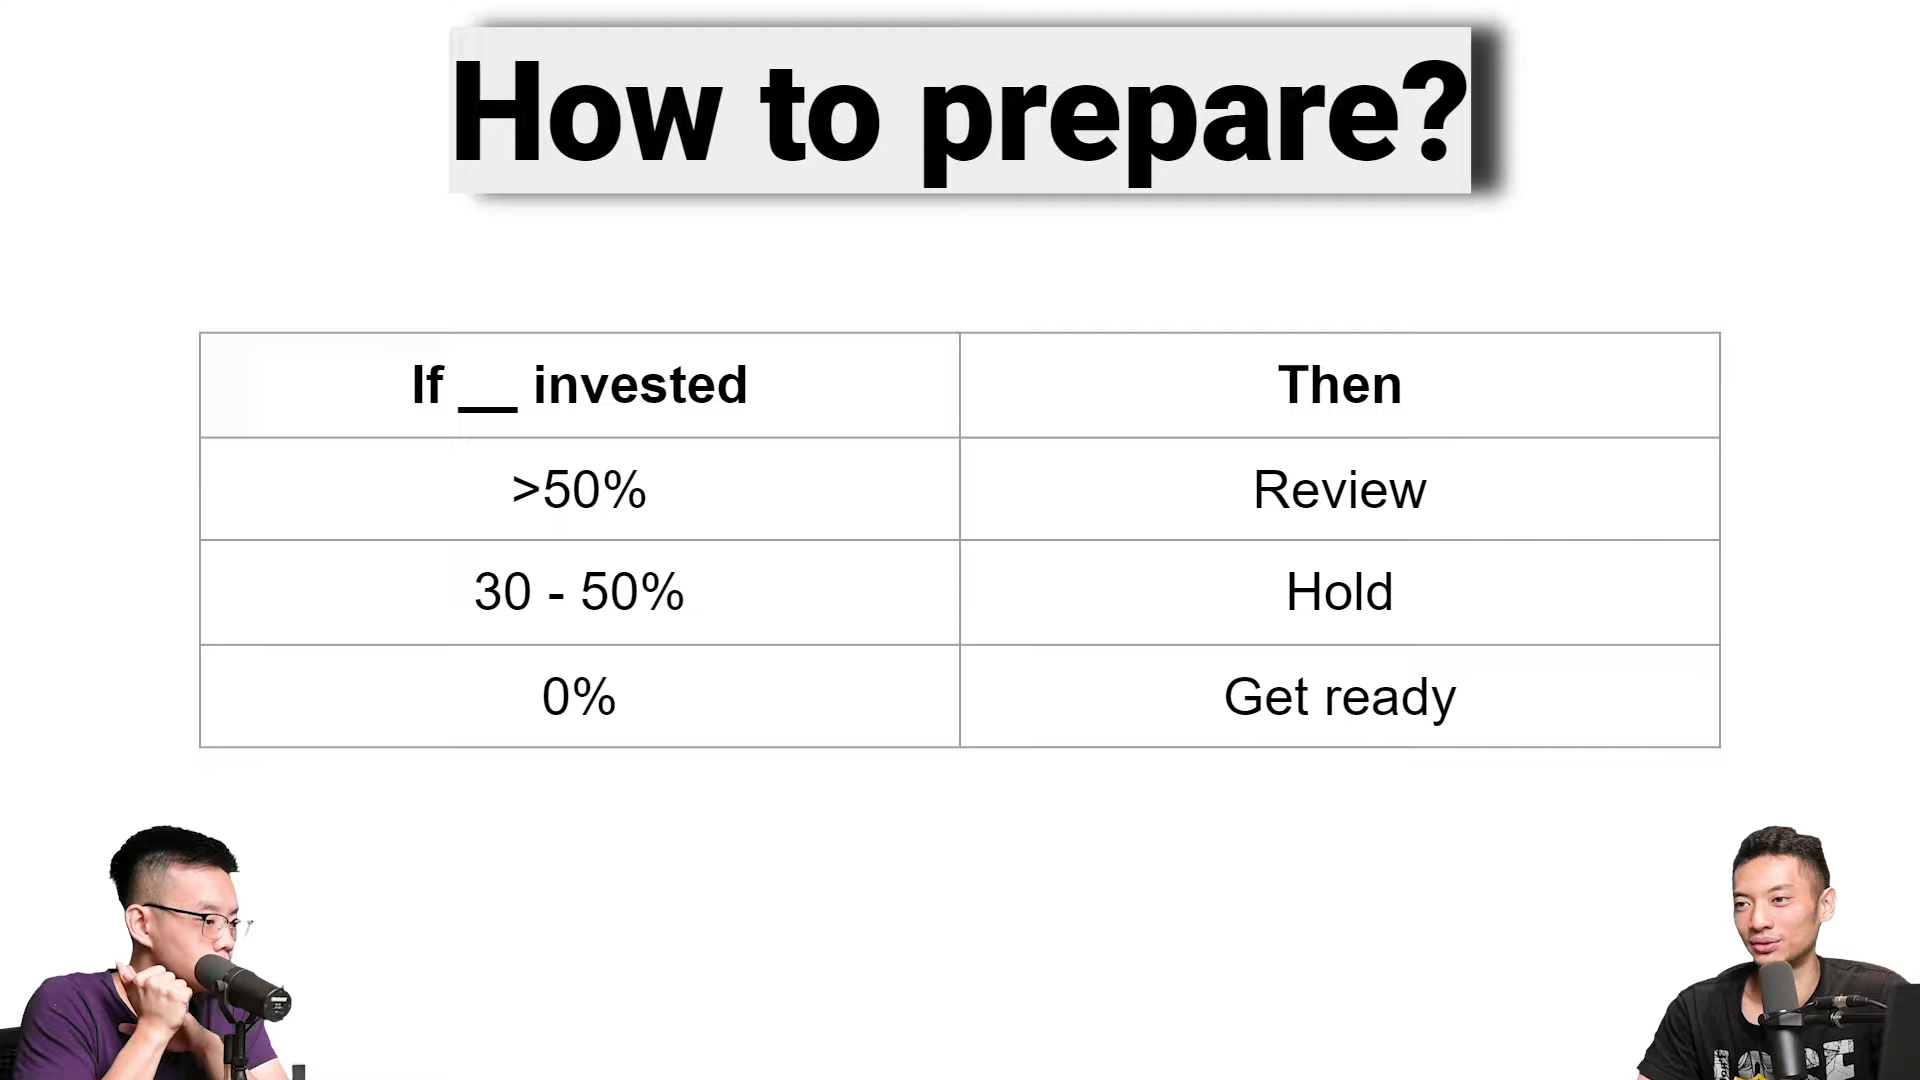 How to prepare?
If __ invested
Then
>50%
Review
30 - 50%
Hold
0%
Get ready